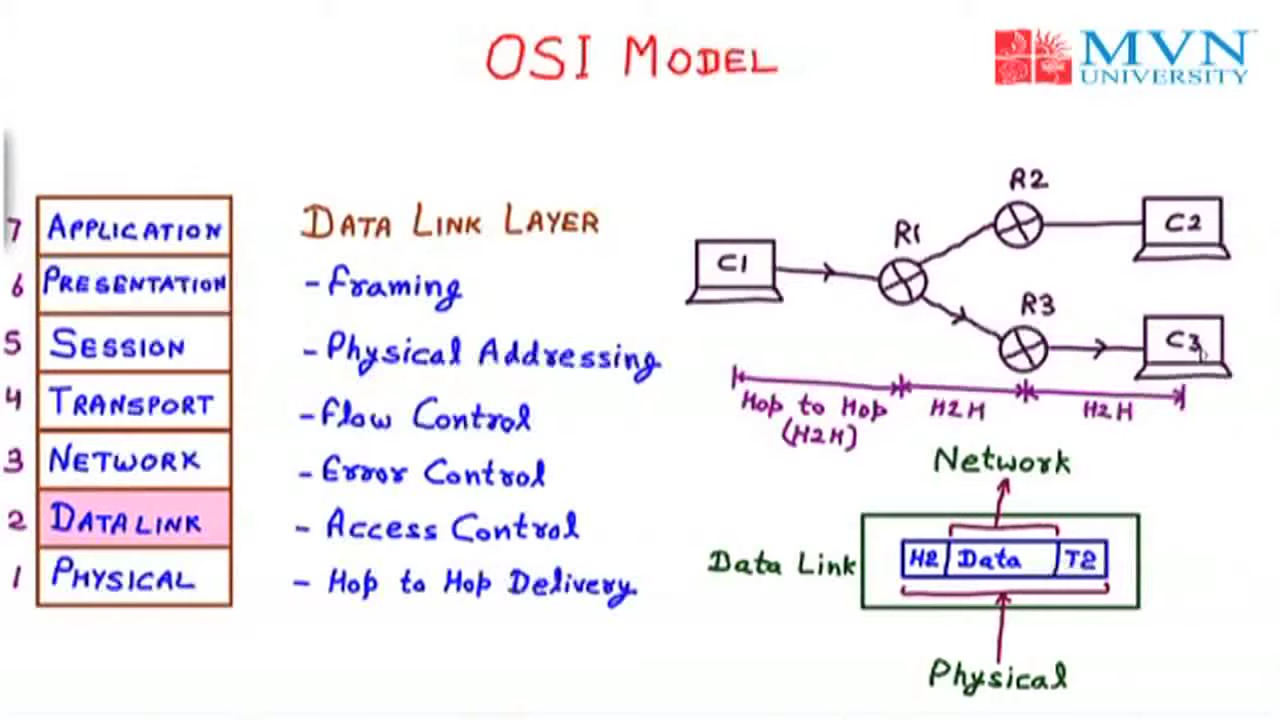 OSI MODEL
MVN
UNIVERSITY
7 APPLICATION
6 PRESENTATION
5 SESSION
4 TRANSPORT
3 NETWORK
2 DATA LINK
1 PHYSICAL
DATA LINK LAYER
- Framing
- Physical Addressing
- Flow Control
- Error Control
- Access Control
- Hop to Hop Delivery
R2
C2
R1
C1
R3
C3
Hop to Hop
(H2H)
H2H
H2H
Network
Data Link
H2 Data T2
Physical